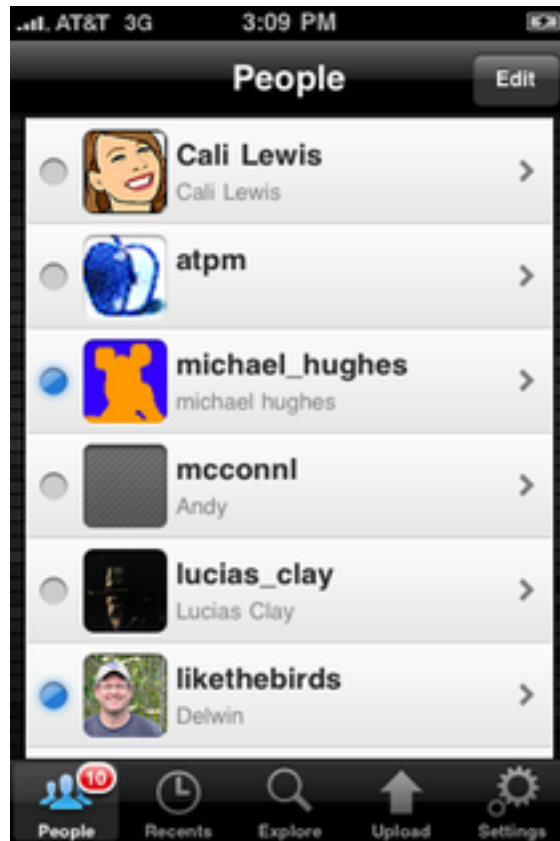 AT&T 3G 3:09 PM
People Edit
Cali Lewis
Cali Lewis
atpm
michael_hughes
michael hughes
mcconnl
Andy
lucias_clay
Lucias Clay
likethebirds
Delwin
10
People Recents Explore Upload Settings